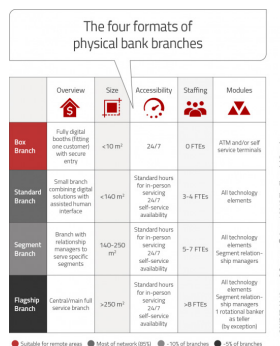 The four formats of
physical bank branches
Overview
Size
Accessibility
Staffing
Modules
Box
Branch
Fully digital
booths (fitting
one customer)
with secure
entry
<10 m²
24/7
0 FTEs
ATM and/or self
service terminals
Standard
Branch
Small branch
combining digital
solutions with
assisted human
interface
<140 m²
Standard hours
for in-person
servicing
24/7
self-service
availability
3-4 FTEs
All technology
elements
Segment
Branch
Branch with
relationship
managers to
serve specific
segments
140-250
m²
Standard hours
for in-person
servicing
24/7
self-service
availability
5-7 FTEs
All technology
elements
Segment relation-
ship managers
Flagship
Branch
Central/main full
service branch
>250 m²
Standard hours
for in-person
servicing
24/7
self-service
availability
>8 FTEs
All technology
elements
Segment relation-
ship managers
1 rotational banker
as teller
(by exception)
Suitable for remote areas
Most of network (85%)
~10% of branches
~5% of branches